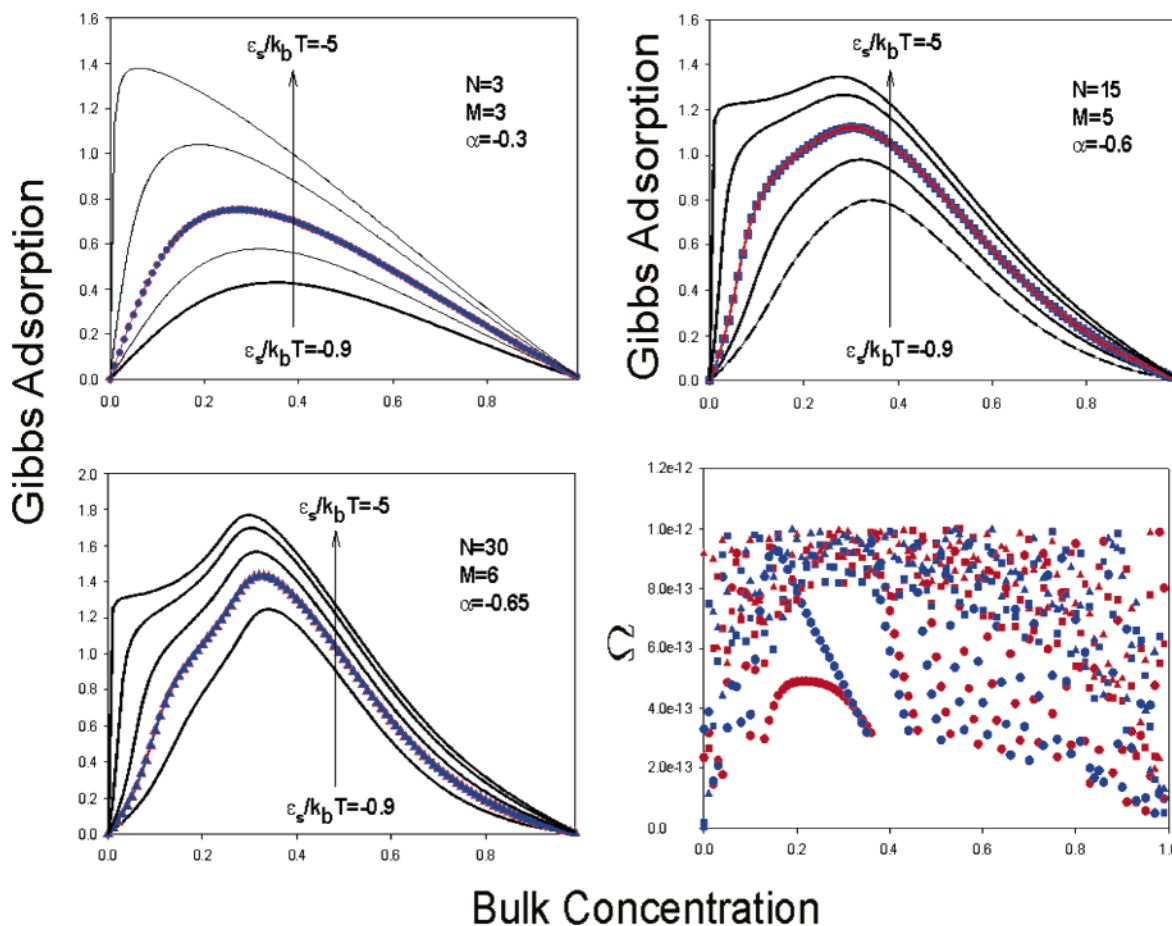 Gibbs Adsorption
1.6
1.4
1.2
1.0
0.8
0.6
0.4
0.2
0.0
0.0 0.2 0.4 0.6 0.8
εs/kbT=-5
N=3
M=3
α=-0.3
εs/kbT=-0.9
Gibbs Adsorption
1.6
1.4
1.2
1.0
0.8
0.6
0.4
0.2
0.0
0.0 0.2 0.4 0.6 0.8
εs/kbT=-5
N=15
M=5
α=-0.6
εs/kbT=-0.9
2.0
1.8
1.6
1.4
1.2
1.0
0.8
0.6
0.4
0.2
0.0
0.0 0.2 0.4 0.6 0.8
εs/kbT=-5
N=30
M=6
α=-0.65
εs/kbT=-0.9
Ω
1.2e-12
1.0e-12
8.0e-13
6.0e-13
4.0e-13
2.0e-13
0.0
0.0 0.2 0.4 0.6 0.8 1.0
Bulk Concentration